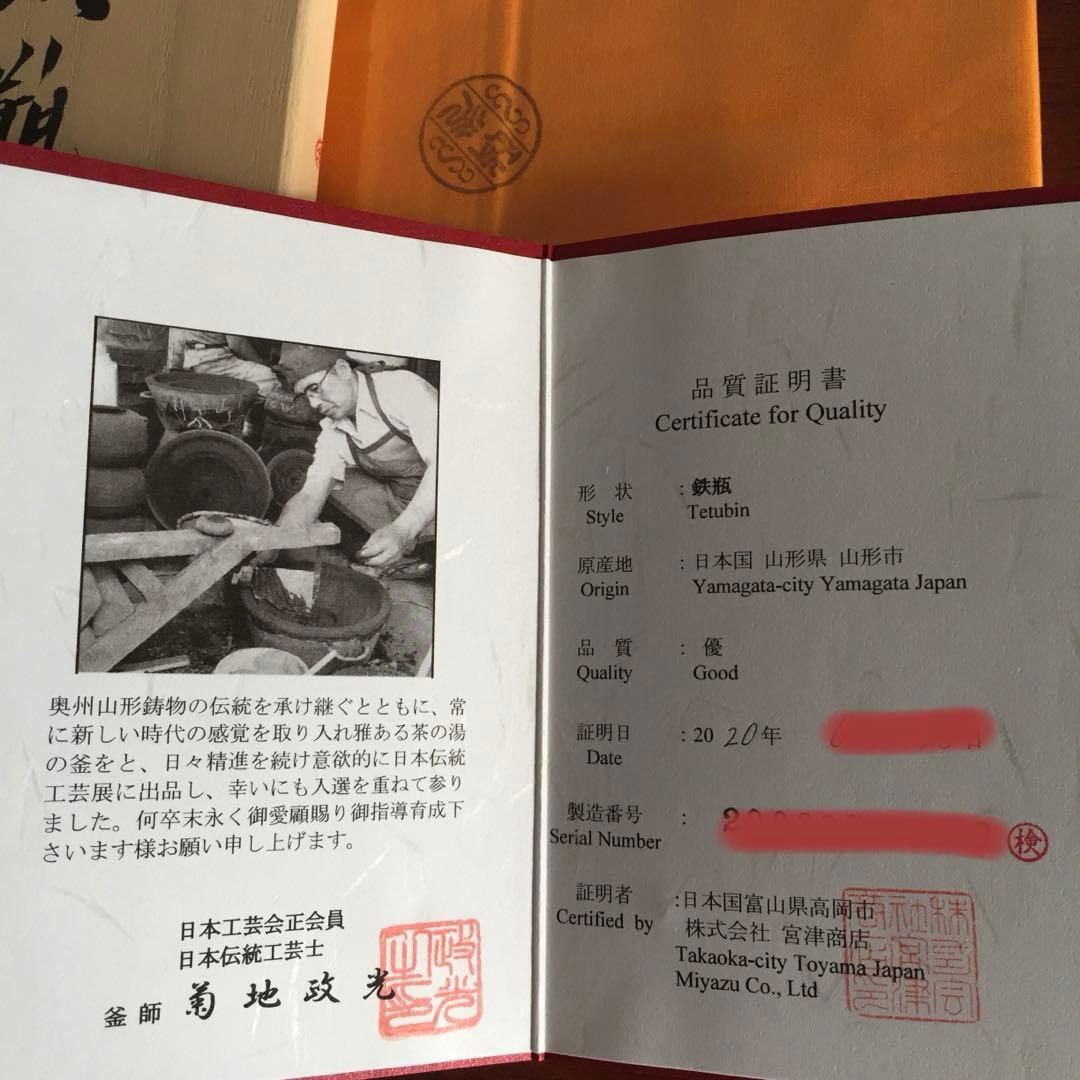 瓶
政光
奥州山形鋳物の伝統を承け継ぐとともに、常
に新しい時代の感覚を取り入れ雅ある茶の湯
の釜をと、日々精進を続け意欲的に日本伝統
工芸展に出品し、幸いにも入選を重ねて参り
ました。何卒末永く御愛顧賜り御指導育成下
さいます様お願い申し上げます。
日本工芸会正会員
日本伝統工芸士
釜師 菊地政光
品質証明書
Certificate for Quality
形 状 : 鉄瓶
Style Tetubin
原産地 : 日本国 山形県 山形市
Origin Yamagata-city Yamagata Japan
品 質 : 優
Quality Good
証明日 : 2020年
Date
製造番号 :
Serial Number
検
証明者 :日本国富山県高岡市
Certified by 株式会社 宮津商店
Takaoka-city Toyama Japan
Miyazu Co., Ltd